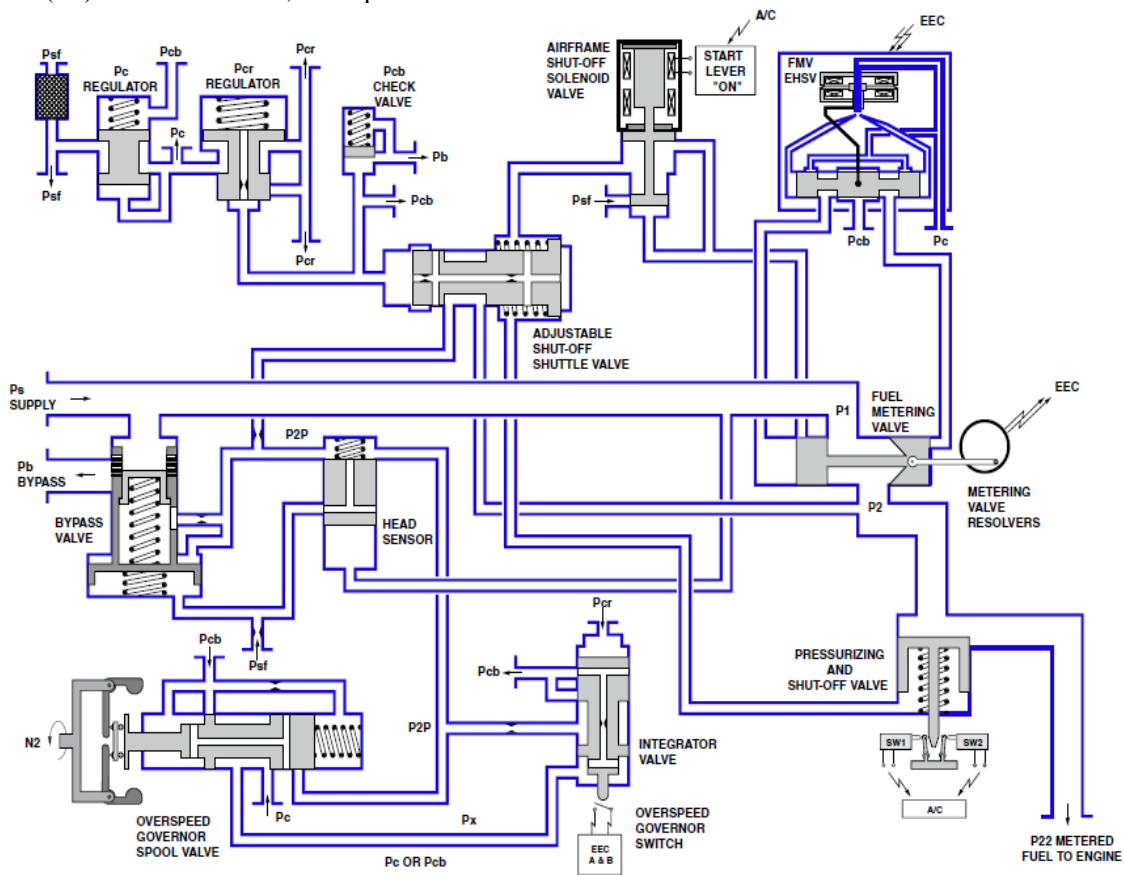 Psf
Pcb
Pc
REGULATOR
Pcr
REGULATOR
Pcr
Pcb
CHECK
VALVE
AIRFRAME
SHUT-OFF
SOLENOID
VALVE
A/C
START
LEVER
"ON"
EEC
FMV
EHSV
Pc
Pb
Psf
Pcb
Psf
Pcr
Pcb
Pc
ADJUSTABLE
SHUT-OFF
SHUTTLE VALVE
Ps
SUPPLY
P1
FUEL
METERING
VALVE
EEC
P2P
Pb
BYPASS
BYPASS
VALVE
HEAD
SENSOR
P2
METERING
VALVE
RESOLVERS
Pcb
Psf
Pcr
Pcb
PRESSURIZING
AND
SHUT-OFF VALVE
N2
P2P
INTEGRATOR
VALVE
SW1
SW2
A/C
OVERSPEED
GOVERNOR
SPOOL VALVE
Pc
Px
Pc OR Pcb
OVERSPEED
GOVERNOR
SWITCH
EEC
A & B
P22 METERED
FUEL TO ENGINE